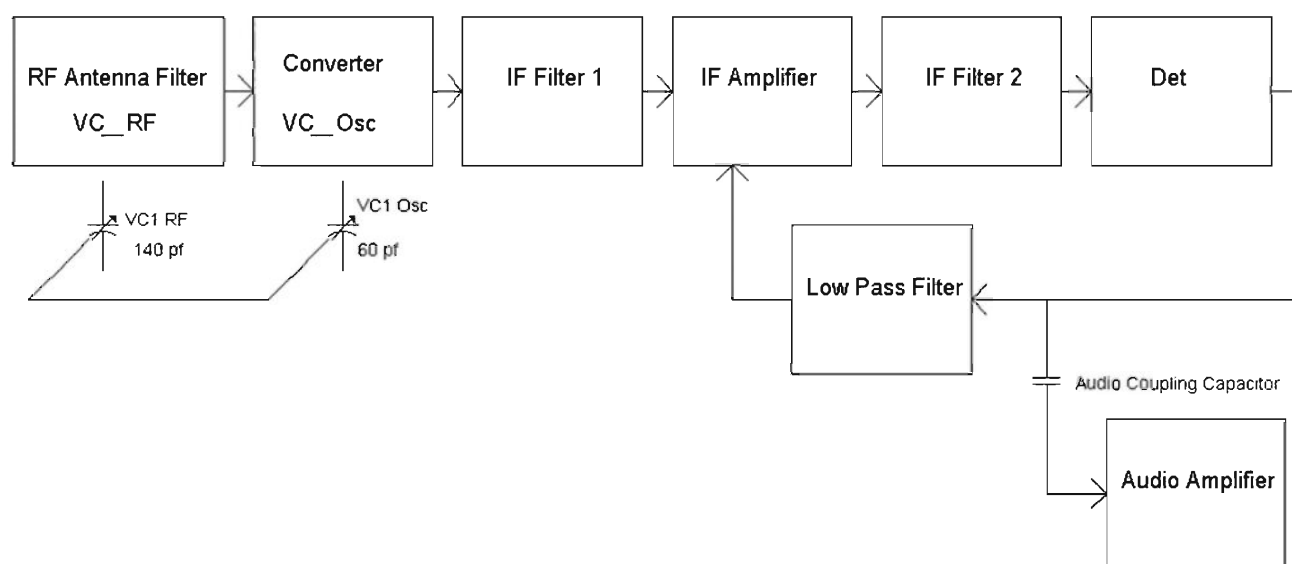 RF Antenna Filter
VC__RF
Converter
VC__Osc
IF Filter 1
IF Amplifier
IF Filter 2
Det
VC1 RF
140 pf
VC1 Osc
60 pf
Low Pass Filter
Audio Coupling Capacitor
Audio Amplifier